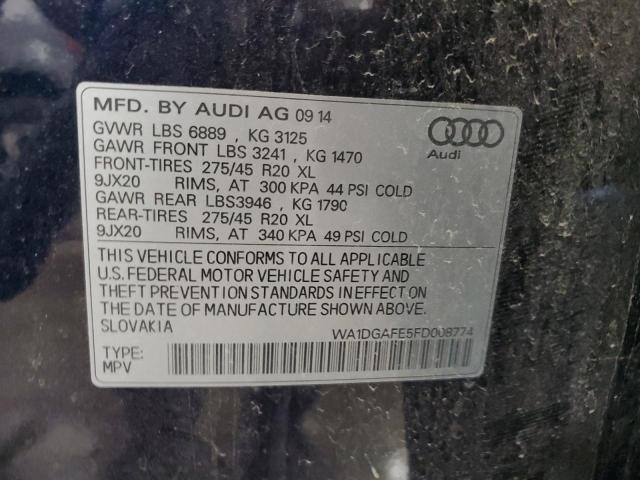 MFD. BY AUDI AG 09 14
GVWR LBS 6889 , KG 3125
GAWR FRONT LBS 3241 , KG 1470
FRONT-TIRES 275/45 R20 XL
9JX20 RIMS, AT 300 KPA 44 PSI COLD
GAWR REAR LBS3946 , KG 1790
REAR-TIRES 275/45 R20 XL
9JX20 RIMS, AT 340 KPA 49 PSI COLD
Audi
THIS VEHICLE CONFORMS TO ALL APPLICABLE
U.S. FEDERAL MOTOR VEHICLE SAFETY AND
THEFT PREVENTION STANDARDS IN EFFECT ON
THE DATE OF MANUFACTURE SHOWN ABOVE.
SLOVAKIA
WA1DGAFE5FD008774
TYPE:
MPV